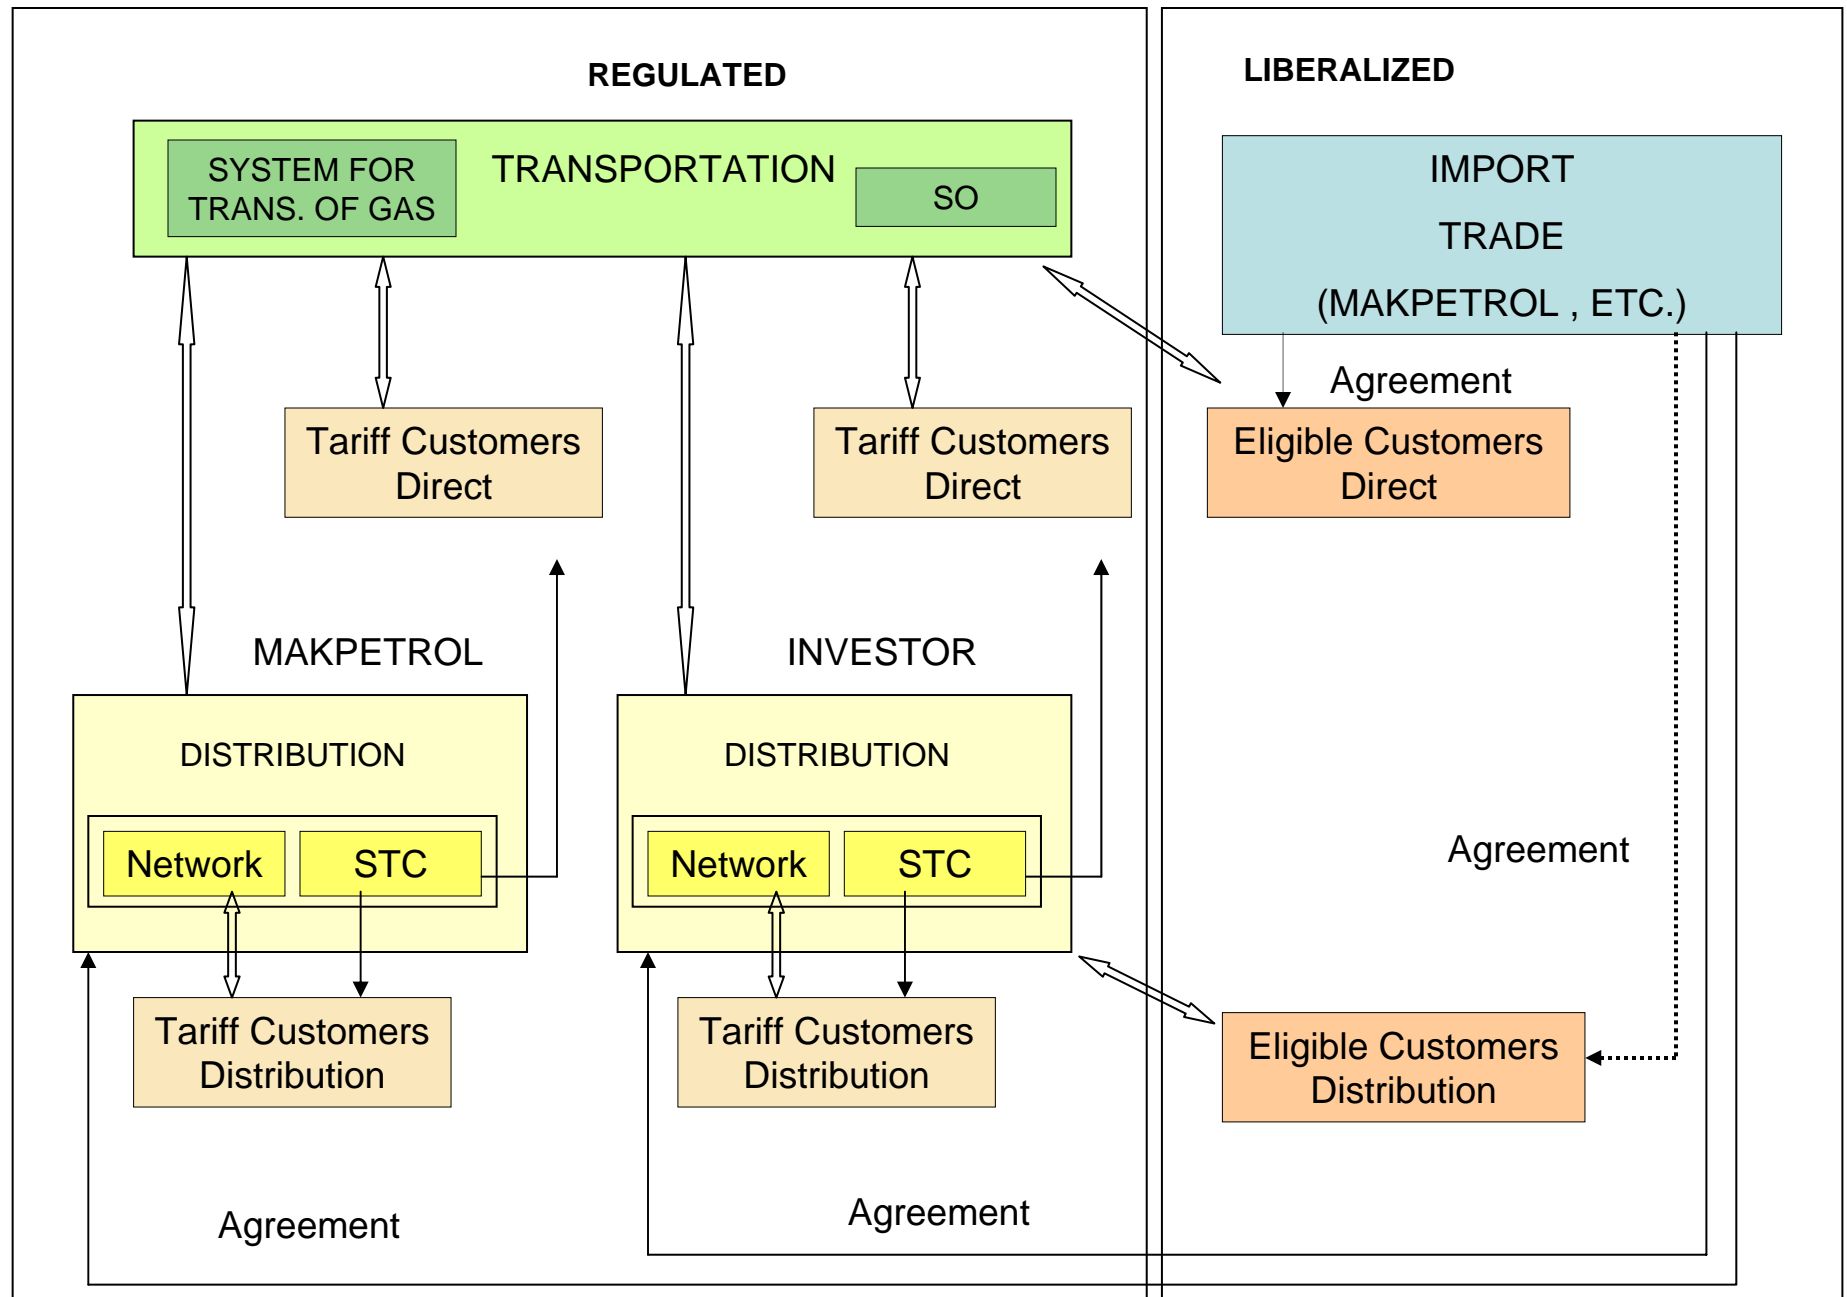 REGULATED
LIBERALIZED
SYSTEM FOR
TRANS. OF GAS
TRANSPORTATION
SO
IMPORT
TRADE
(MAKPETROL , ETC.)
Agreement
Tariff Customers
Direct
Tariff Customers
Direct
Eligible Customers
Direct
MAKPETROL
INVESTOR
DISTRIBUTION
DISTRIBUTION
Network
STC
Network
STC
Agreement
Tariff Customers
Distribution
Tariff Customers
Distribution
Eligible Customers
Distribution
Agreement
Agreement